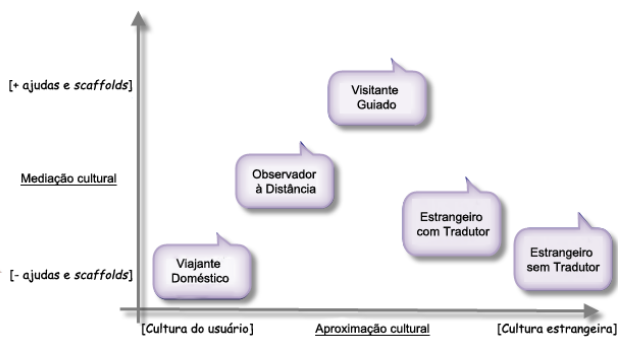 [+ ajudas e scaffolds]
Visitante
Guiado
Mediação cultural
Observador
à Distância
Estrangeiro
com Tradutor
Estrangeiro
sem Tradutor
Viajante
Doméstico
[- ajudas e scaffolds]
[Cultura do usuário]
Aproximação cultural
[Cultura estrangeira]